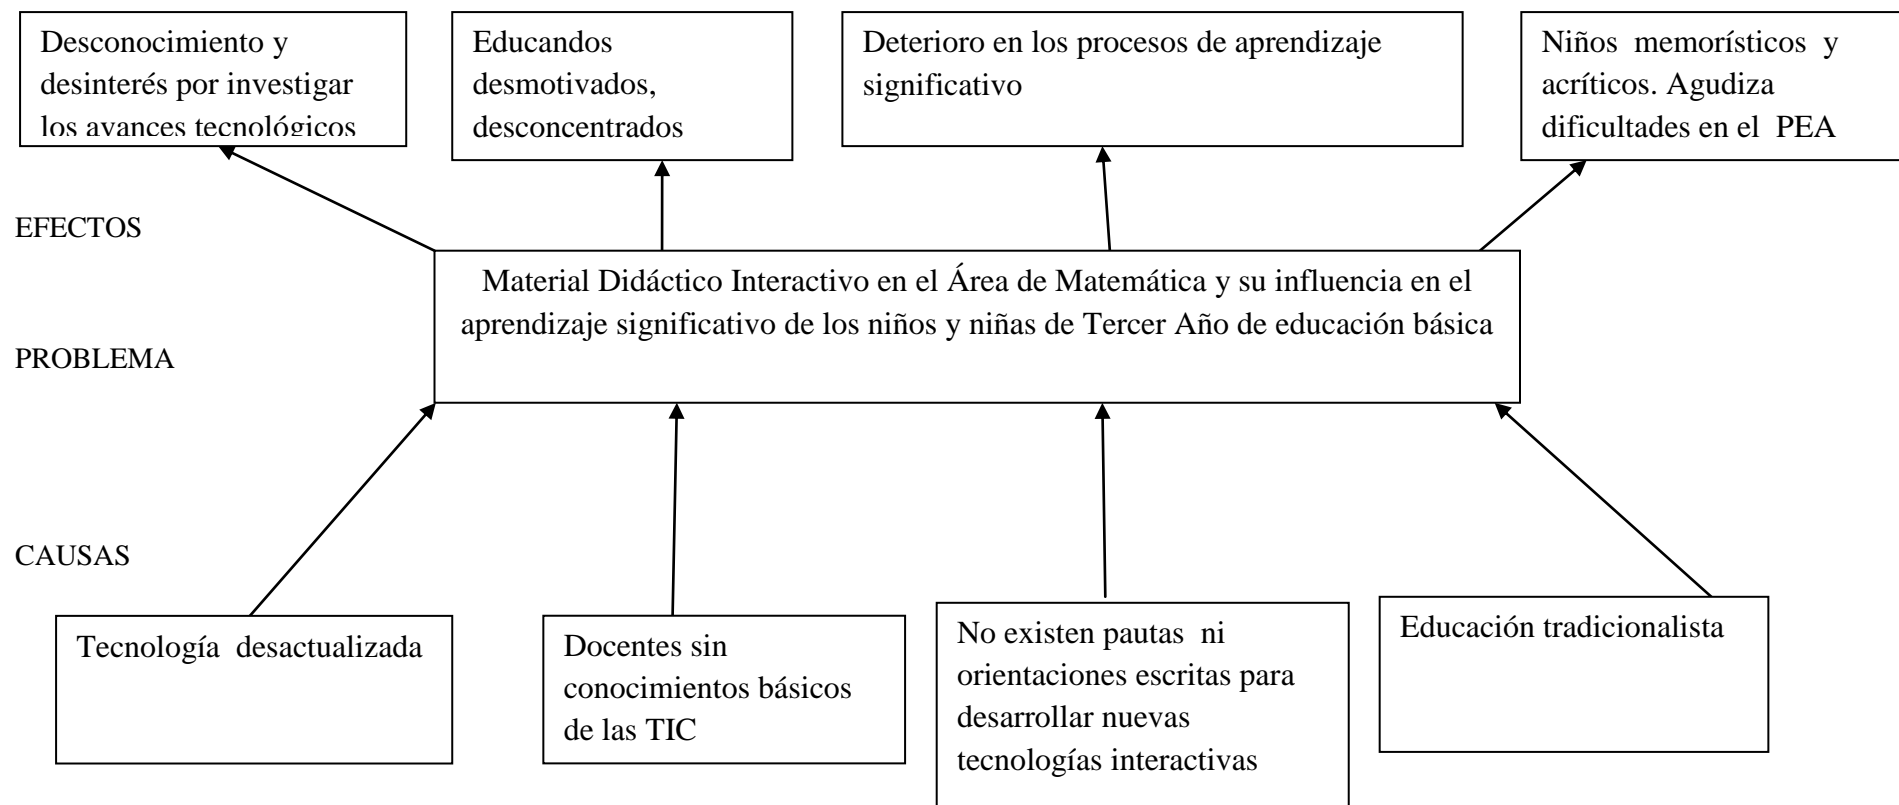 Desconocimiento y
desinterés por investigar
los avances tecnológicos
Educandos
desmotivados,
desconcentrados
Deterioro en los procesos de aprendizaje
significativo
Niños memorísticos y
acríticos. Agudiza
dificultades en el PEA
EFECTOS
Material Didáctico Interactivo en el Área de Matemática y su influencia en el
aprendizaje significativo de los niños y niñas de Tercer Año de educación básica
PROBLEMA
CAUSAS
Tecnología desactualizada
Docentes sin
conocimientos básicos
de las TIC
No existen pautas ni
orientaciones escritas para
desarrollar nuevas
tecnologías interactivas
Educación tradicionalista